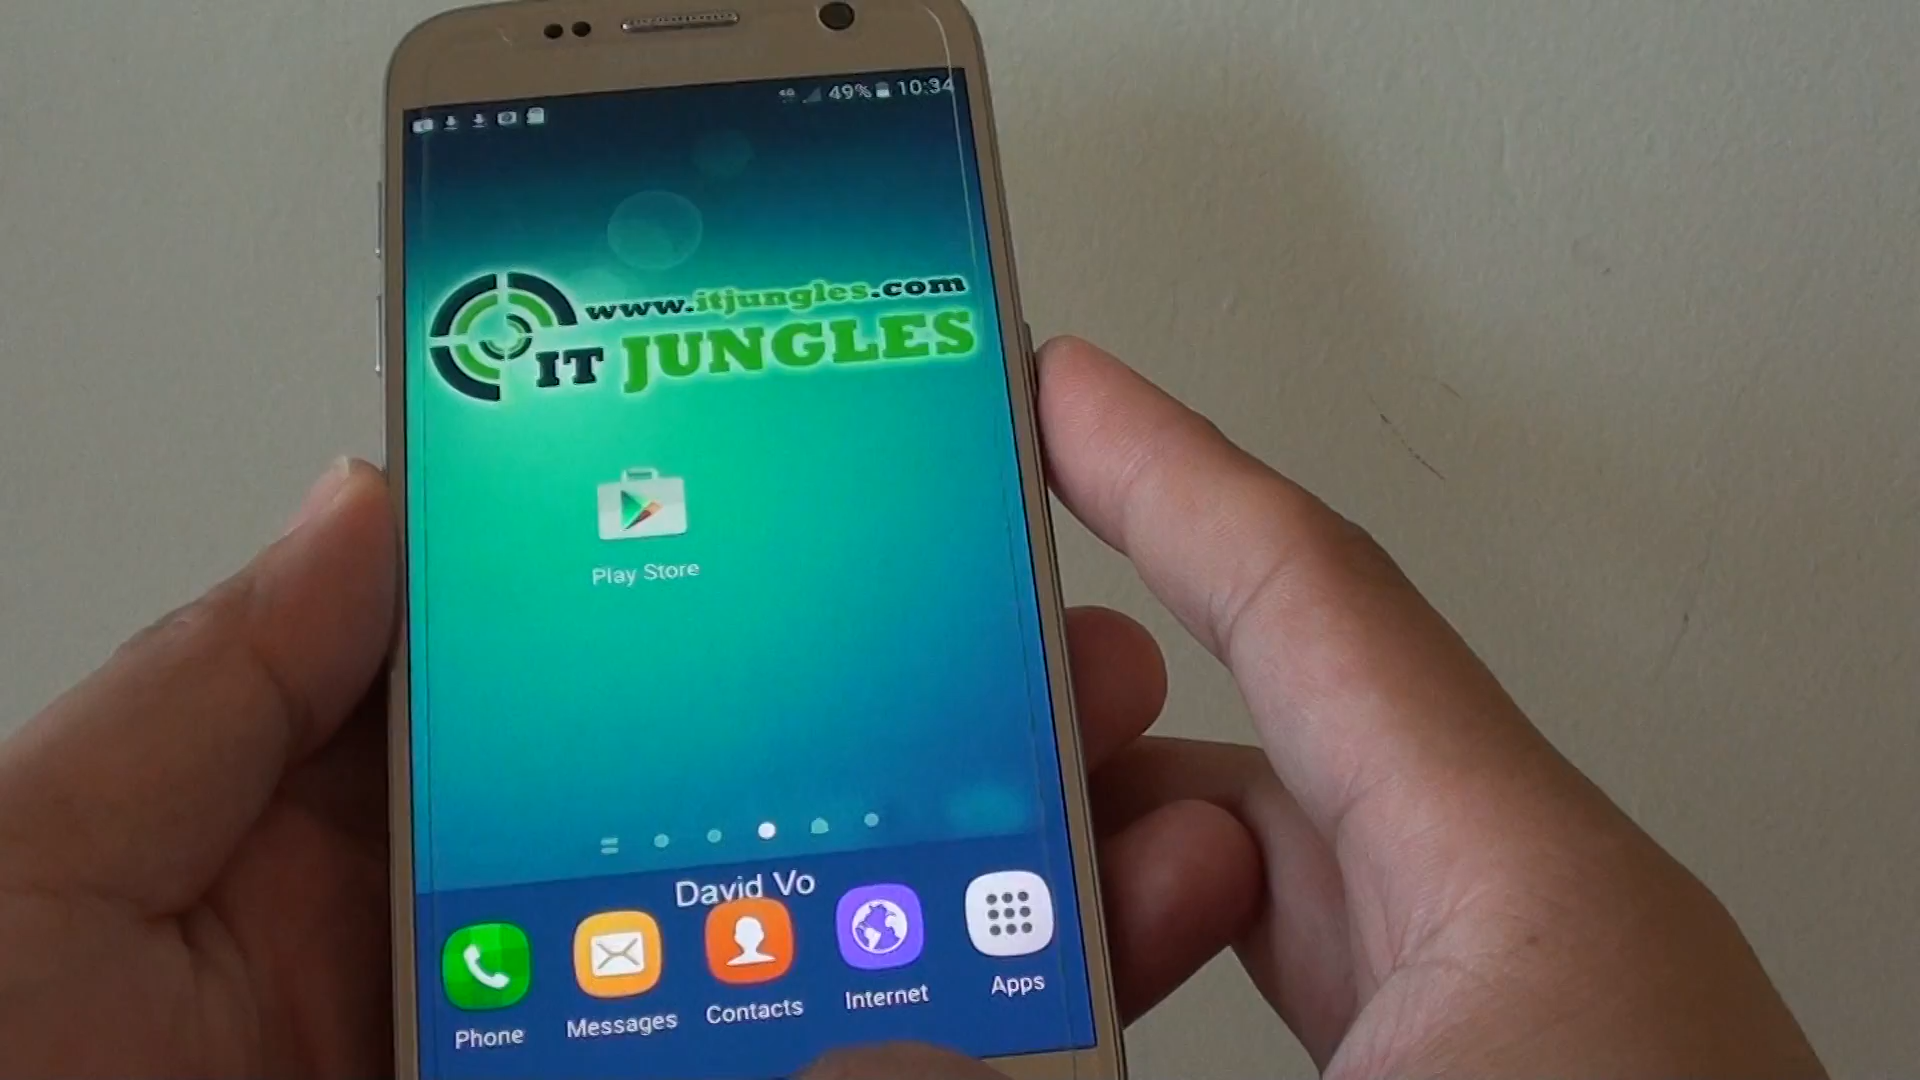 49% 10:34
www.itjungles.com
IT JUNGLES
Play Store
David Vo
Phone Messages Contacts Internet Apps